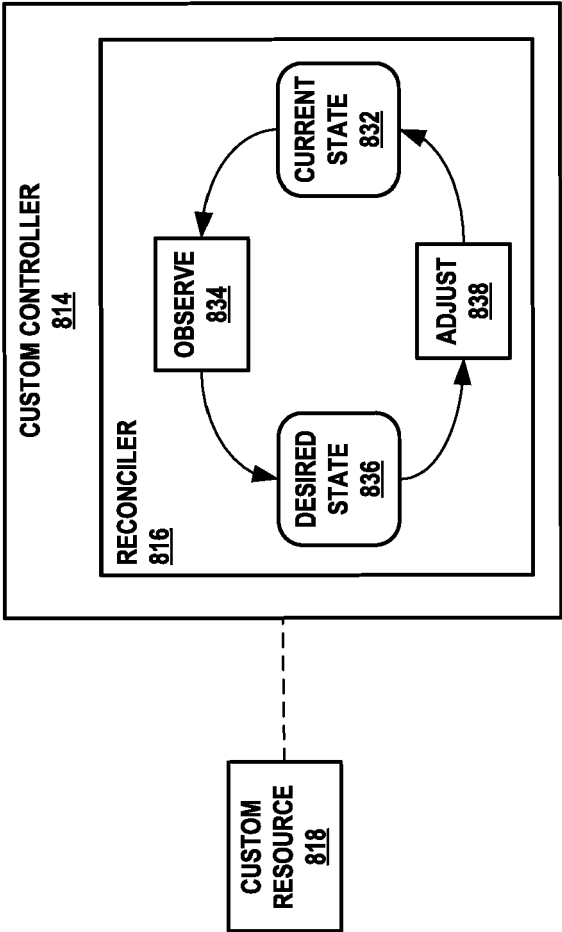 CUSTOM CONTROLLER
814
RECONCILER
816
OBSERVE
834
DESIRED
STATE
836
CURRENT
STATE
832
ADJUST
838
CUSTOM
RESOURCE
818